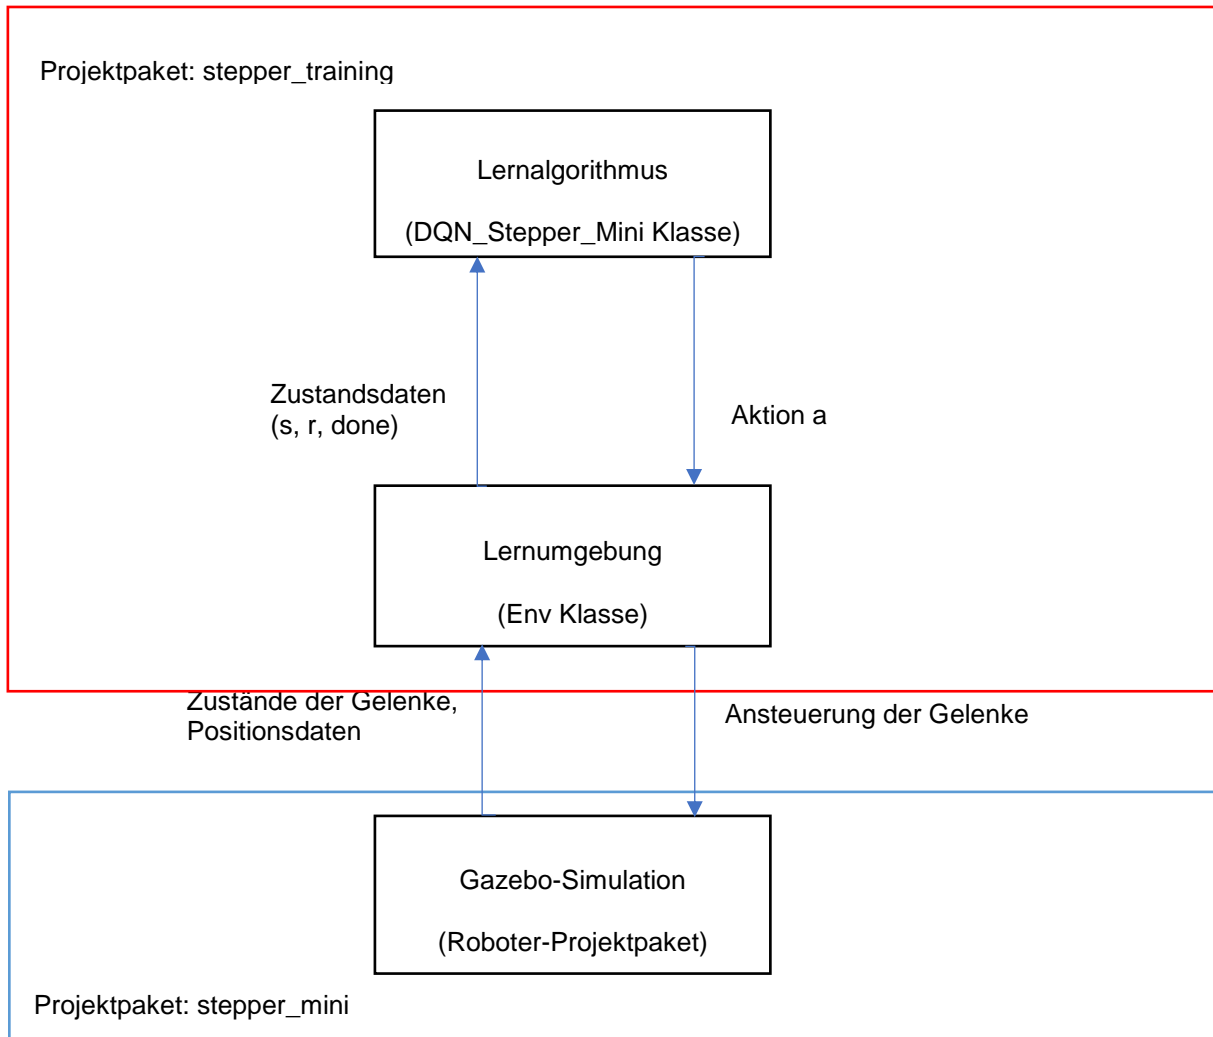 Projektpaket: stepper_training
Lernalgorithmus
(DQN_Stepper_Mini Klasse)
Zustandsdaten
(s, r, done)
Aktion a
Lernumgebung
(Env Klasse)
Zustände der Gelenke,
Positionsdaten
Ansteuerung der Gelenke
Gazebo-Simulation
(Roboter-Projektpaket)
Projektpaket: stepper_mini